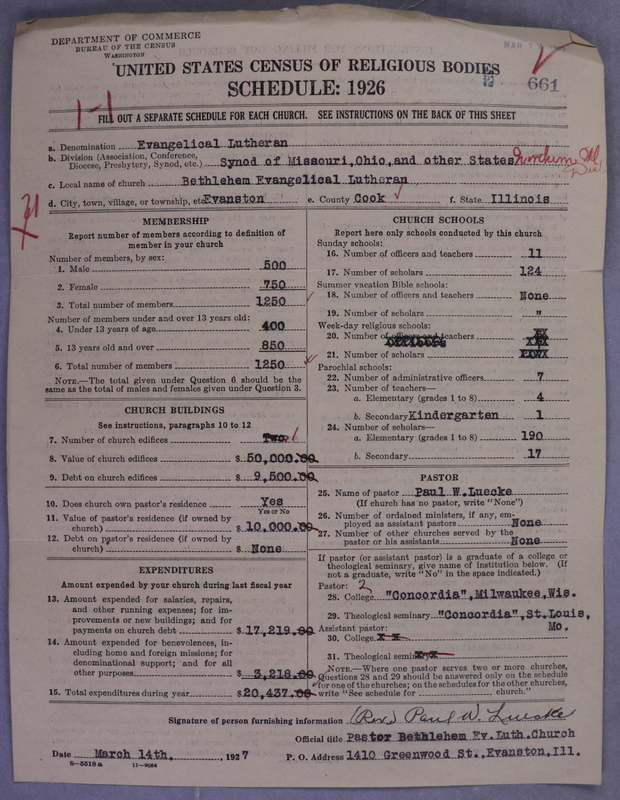 DEPARTMENT OF COMMERCE
BUREAU OF THE CENSUS
WASHINGTON
UNITED STATES CENSUS OF RELIGIOUS BODIES
SCHEDULE: 1926
661
1-1
FILL OUT A SEPARATE SCHEDULE FOR EACH CHURCH. SEE INSTRUCTIONS ON THE BACK OF THIS SHEET
a. Denomination Evangelical Lutheran
b. Division (Association, Conference, Diocese, Presbytery, Synod, etc.) Synod of Missouri,Ohio,and other States
c. Local name of church Bethlehem Evangelical Lutheran
d. City, town, village, or township, etc. Evanston e. County Cook f. State Illinois
MEMBERSHIP
Report number of members according to definition of
member in your church
Number of members, by sex:
1. Male 500
2. Female 750
3. Total number of members 1250
Number of members under and over 13 years old:
4. Under 13 years of age 400
5. 13 years old and over 850
6. Total number of members 1250
NOTE.—The total given under Question 6 should be the
same as the total of males and females given under Question 3.
CHURCH BUILDINGS
See instructions, paragraphs 10 to 12
7. Number of church edifices Two
8. Value of church edifices $ 50,000.00
9. Debt on church edifices $ 9,500.00
10. Does church own pastor's residence Yes
Yes or No
11. Value of pastor's residence (if owned by
church) $ 10,000.00
12. Debt on pastor's residence (if owned by
church) $ None
EXPENDITURES
Amount expended by your church during last fiscal year
13. Amount expended for salaries, repairs,
and other running expenses; for im-
provements or new buildings; and for
payments on church debt $ 17,219.00
14. Amount expended for benevolences, in-
cluding home and foreign missions; for
denominational support; and for all
other purposes $ 3,218.00
15. Total expenditures during year $ 20,437.00
CHURCH SCHOOLS
Report here only schools conducted by this church
Sunday schools:
16. Number of officers and teachers 11
17. Number of scholars 124
Summer vacation Bible schools:
18. Number of officers and teachers None
19. Number of scholars "
Week-day religious schools:
20. Number of officers and teachers
21. Number of scholars
Parochial schools:
22. Number of administrative officers 7
23. Number of teachers—
a. Elementary (grades 1 to 8) 4
b. Secondary Kindergarten 1
24. Number of scholars—
a. Elementary (grades 1 to 8) 190
b. Secondary 17
PASTOR
25. Name of pastor Paul W.Luecke
(If church has no pastor, write "None")
26. Number of ordained ministers, if any, em-
ployed as assistant pastors None
27. Number of other churches served by the
pastor or his assistants None
If pastor (or assistant pastor) is a graduate of a college or
theological seminary, give name of institution below. (If
not a graduate, write "No" in the space indicated.)
Pastor: 2
28. College "Concordia",Milwaukee,Wis.
29. Theological seminary "Concordia",St.Louis,
Mo.
Assistant pastor:
30. College x x
31. Theological seminary x x
NOTE.—Where one pastor serves two or more churches,
Questions 28 and 29 should be answered only on the schedule
for one of the churches; on the schedules for the other churches,
write "See schedule for church."
Signature of person furnishing information (Rev.) Paul W. Luecke
Official title Pastor Bethlehem Ev. Luth.Church
Date March 14th, 1927 P. O. Address 1410 Greenwood St.,Evanston,Ill.
8-5518 a 11-9054